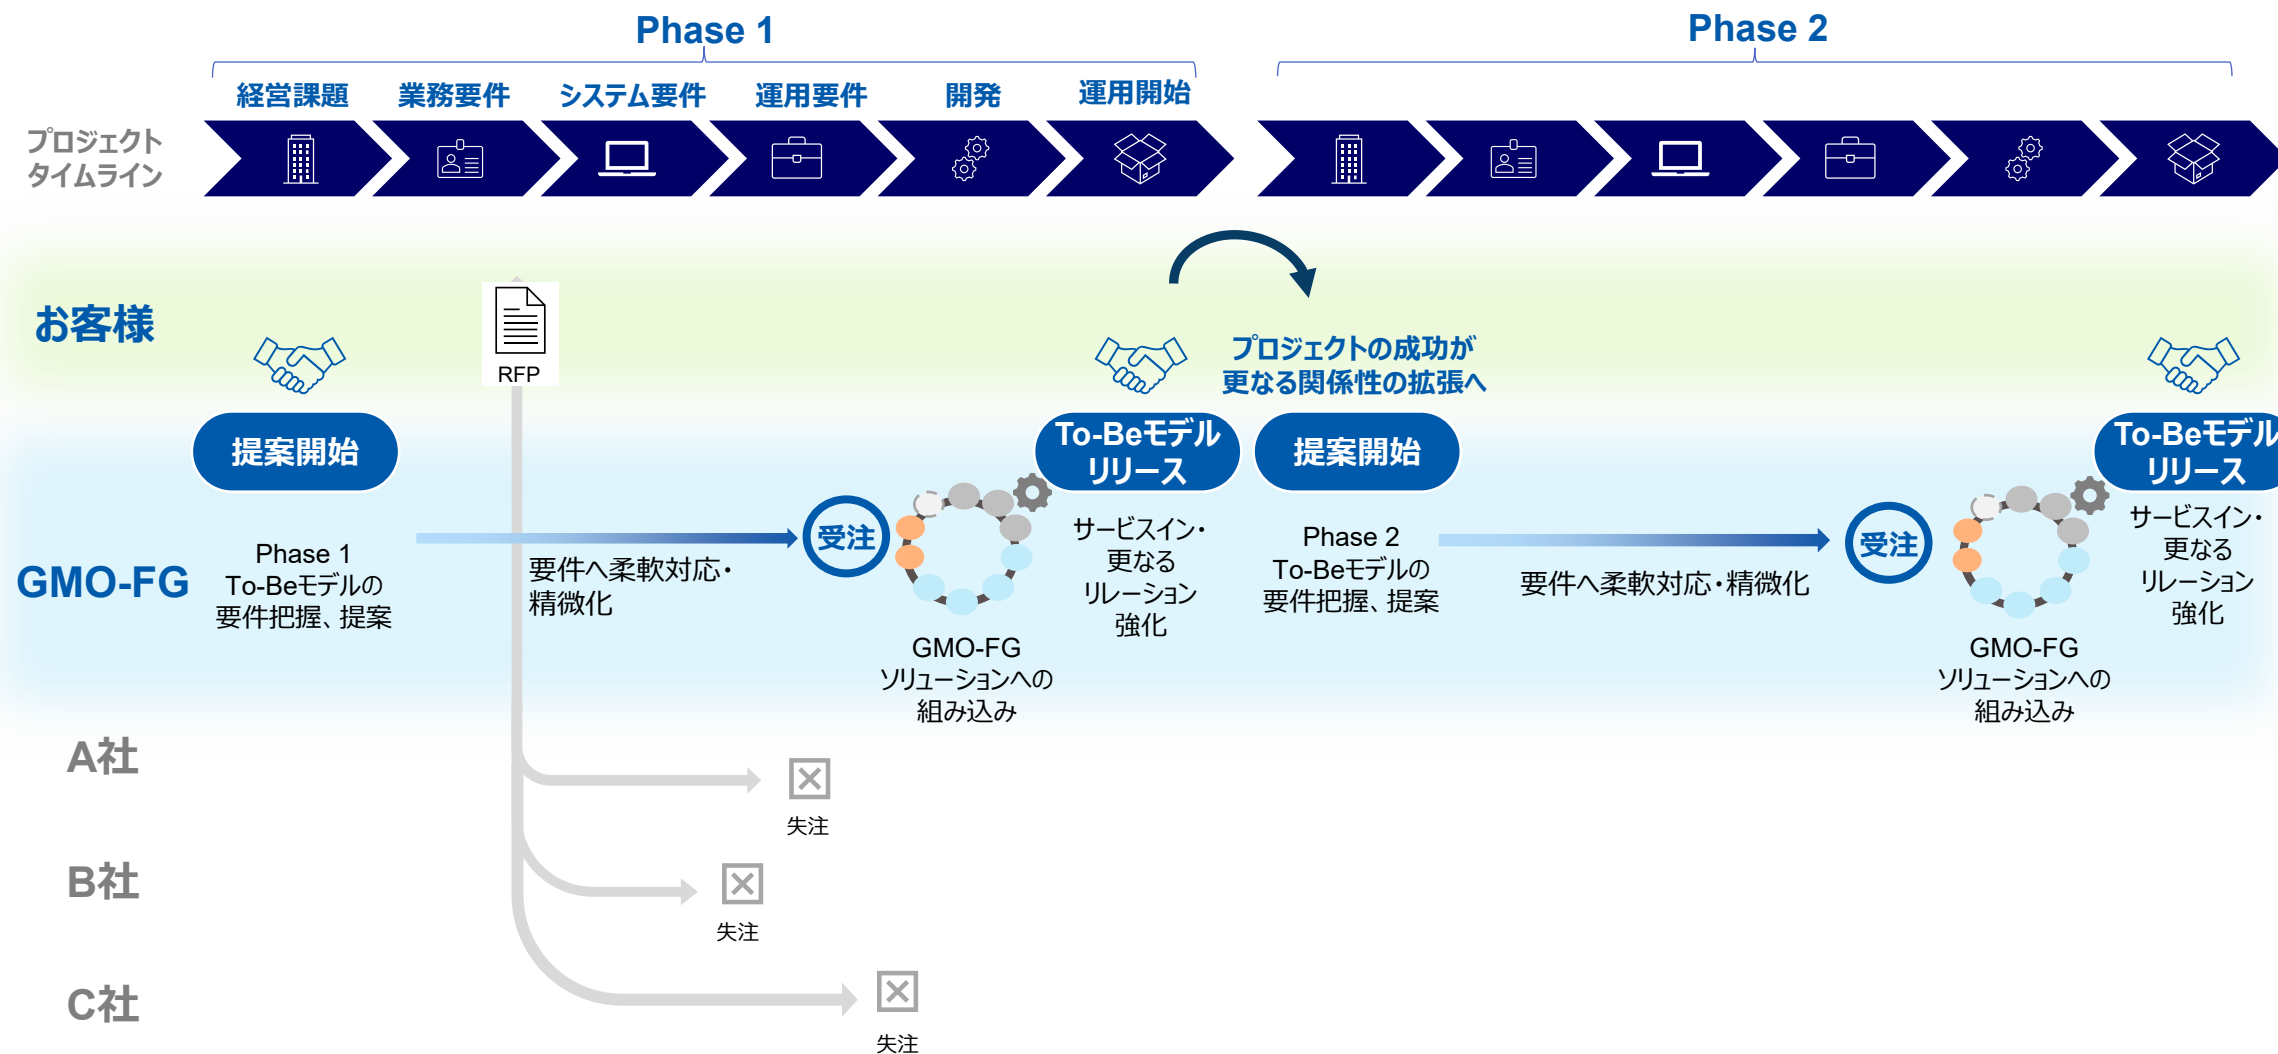 Phase 1
Phase 2
経営課題
業務要件
システム要件
運用要件
開発
運用開始
プロジェクト
タイムライン
お客様
RFP
プロジェクトの成功が
更なる関係性の拡張へ
提案開始
To-Beモデル
リリース
提案開始
To-Beモデル
リリース
GMO-FG
Phase 1
To-Beモデルの
要件把握、提案
要件へ柔軟対応・
精微化
受注
GMO-FG
ソリューションへの
組み込み
サービスイン・
更なる
リレーション
強化
Phase 2
To-Beモデルの
要件把握、提案
要件へ柔軟対応・精微化
受注
GMO-FG
ソリューションへの
組み込み
サービスイン・
更なる
リレーション
強化
A社
失注
B社
失注
C社
失注